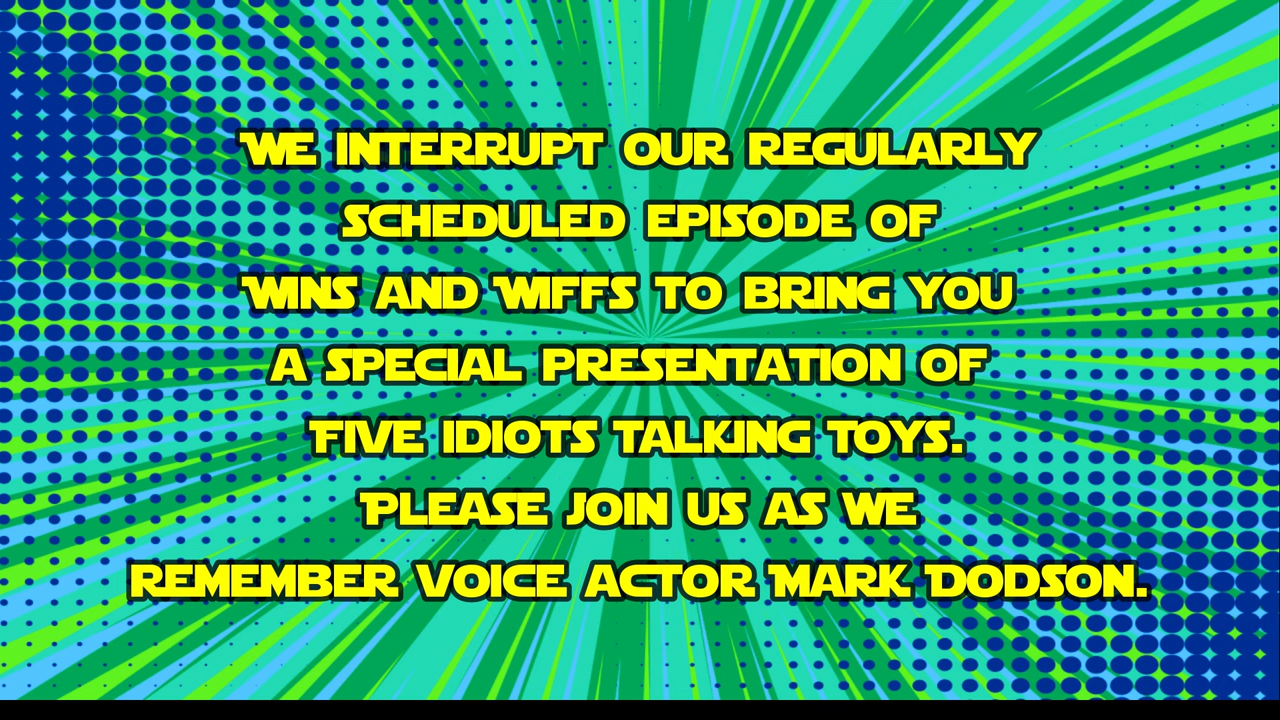 We interrupt our regularly
scheduled episode of
Wins and Wiffs to bring you
a special presentation of
Five Idiots Talking Toys.
Please join us as we
remember voice actor Mark Dodson.